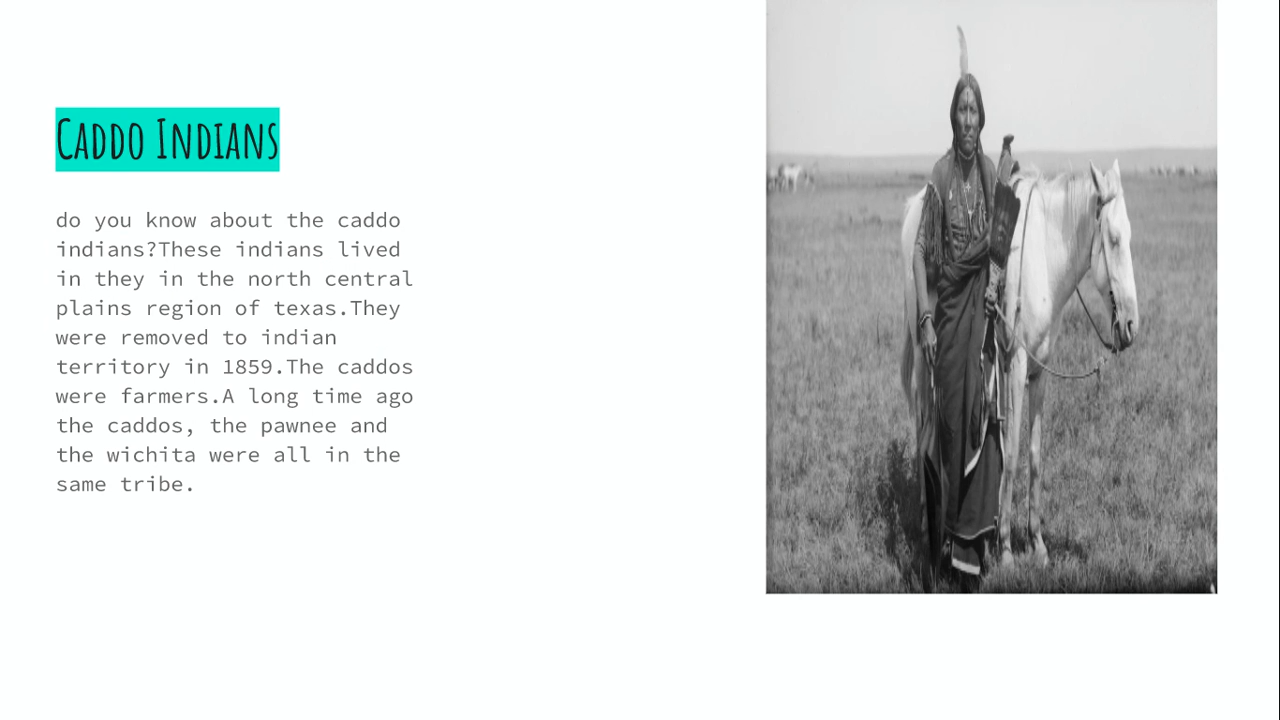 CADDO INDIANS
do you know about the caddo
indians?These indians lived
in they in the north central
plains region of texas.They
were removed to indian
territory in 1859.The caddos
were farmers.A long time ago
the caddos, the pawnee and
the wichita were all in the
same tribe.